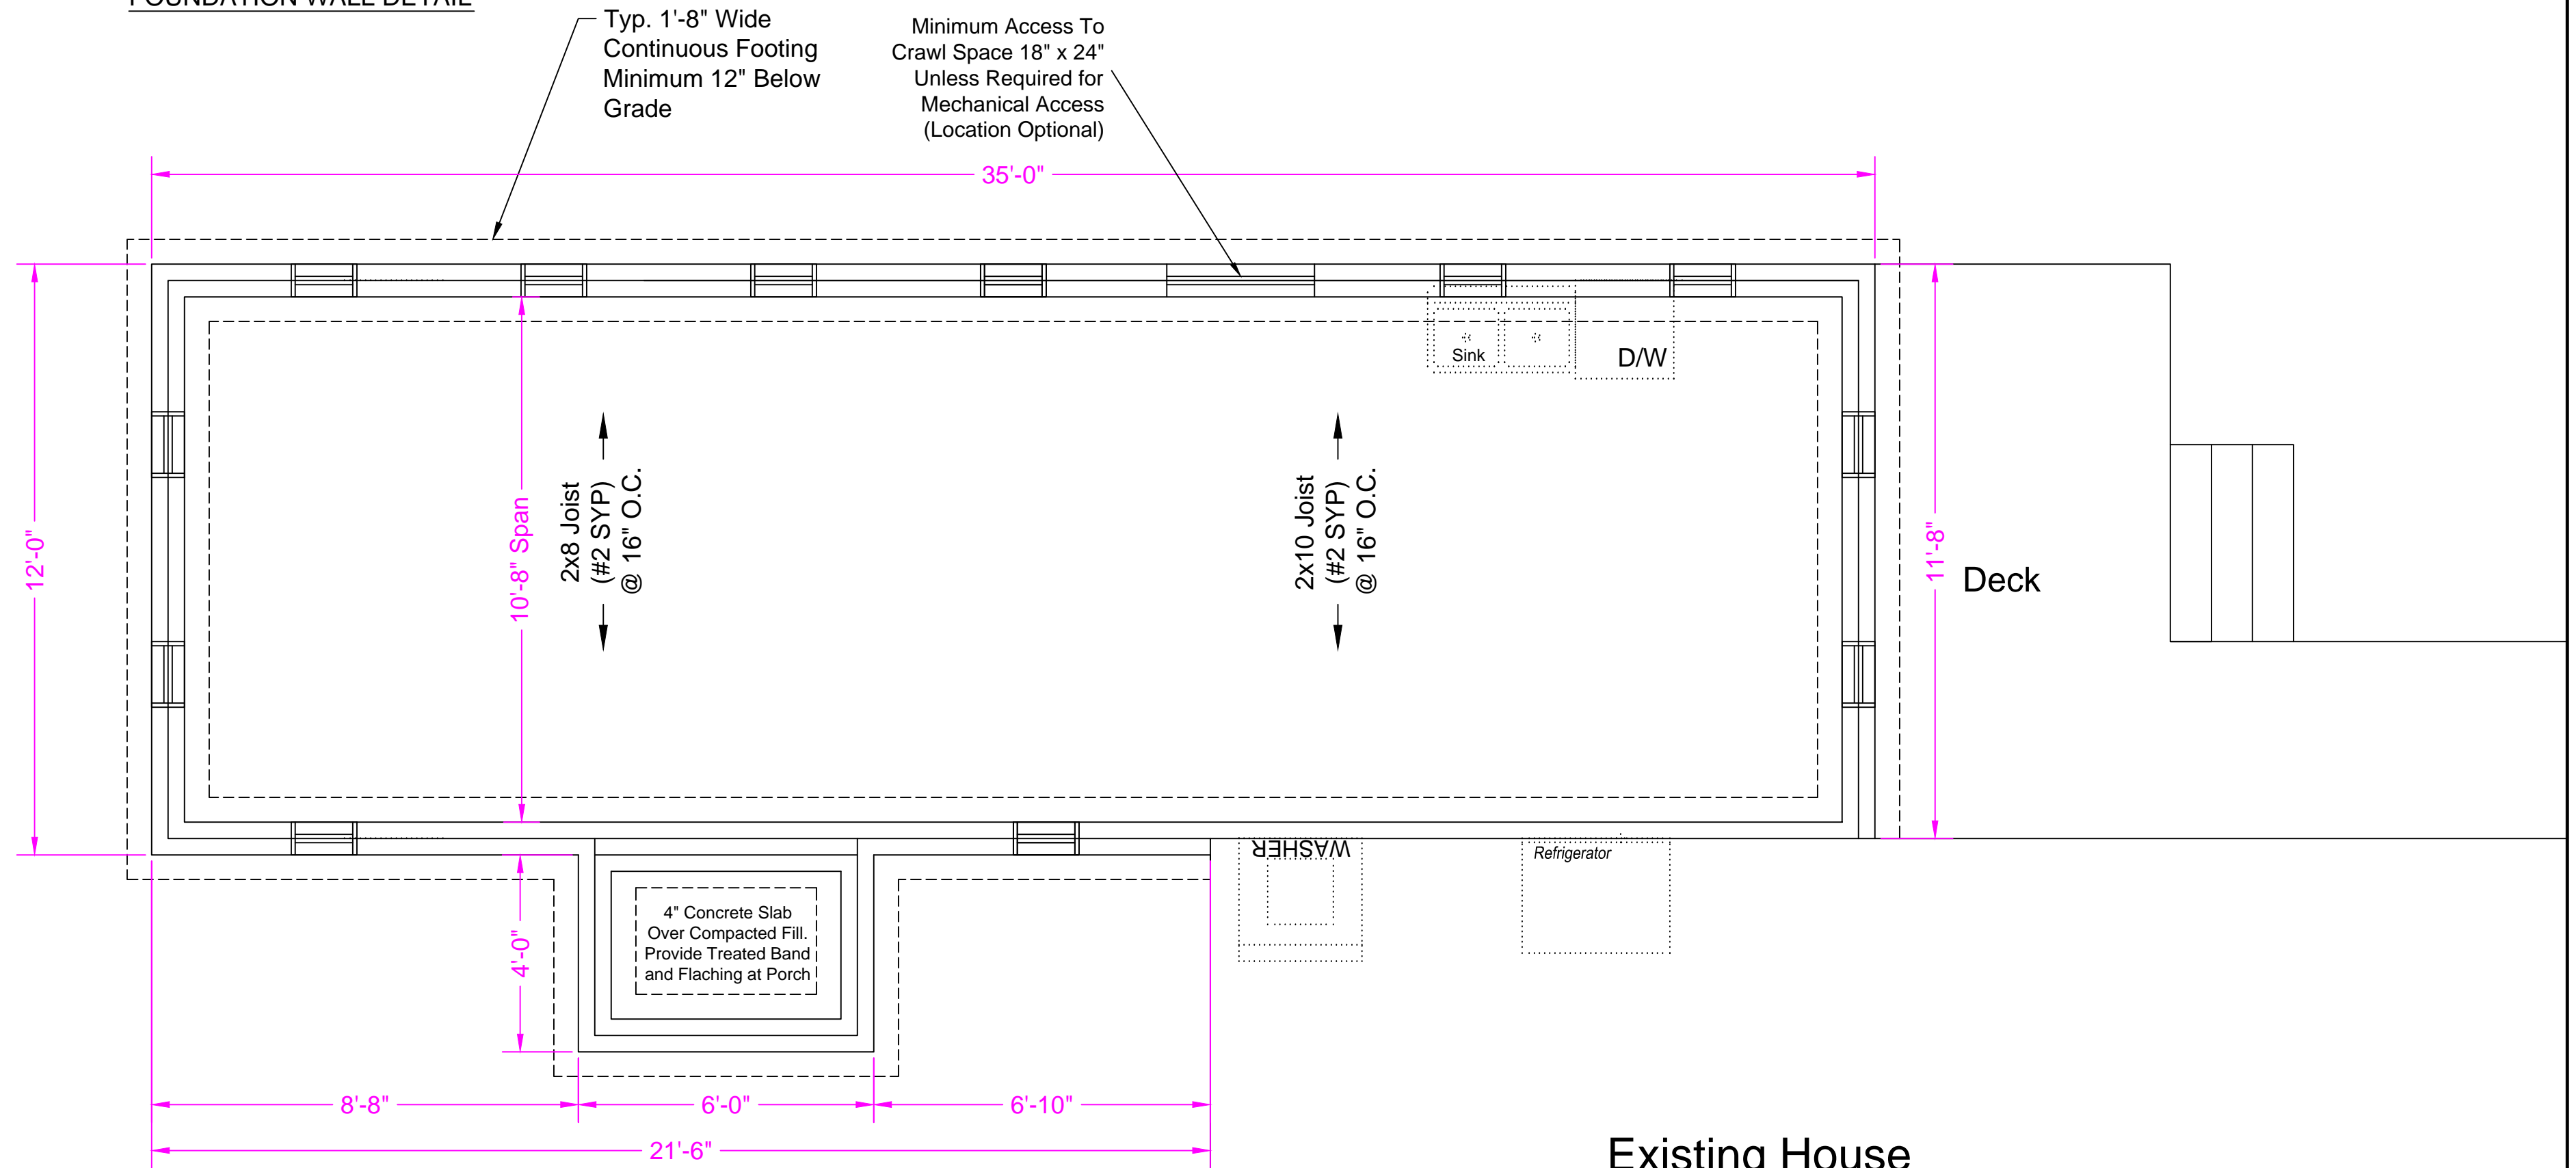 FOUNDATION WALL DETAIL
Typ. 1'-8" Wide
Continuous Footing
Minimum 12" Below
Grade
Minimum Access To
Crawl Space 18" x 24"
Unless Required for
Mechanical Access
(Location Optional)
35'-0"
Sink
D/W
12'-0"
10'-8" Span
2x8 Joist
(#2 SYP)
@ 16" O.C.
2x10 Joist
(#2 SYP)
@ 16" O.C.
11'-8"
Deck
WASHER
Refrigerator
4" Concrete Slab
Over Compacted Fill.
Provide Treated Band
and Flaching at Porch
4'-0"
8'-8"
6'-0"
6'-10"
21'-6"
Existing House